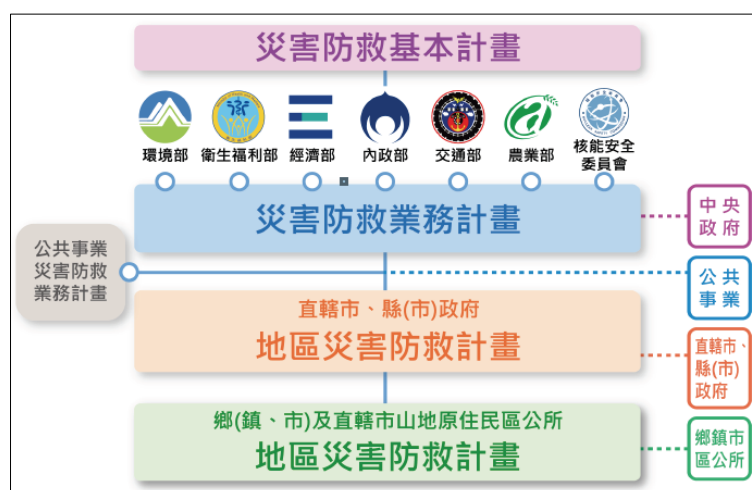 災害防救基本計畫
環境部
衛生福利部
經濟部
內政部
交通部
農業部
核能安全
委員會
災害防救業務計畫
中央
政府
公共事業
災害防救
業務計畫
公共
事業
直轄市、縣(市)政府
地區災害防救計畫
直轄市、
縣(市)
政府
鄉(鎮、市)及直轄市山地原住民區公所
地區災害防救計畫
鄉鎮市
區公所